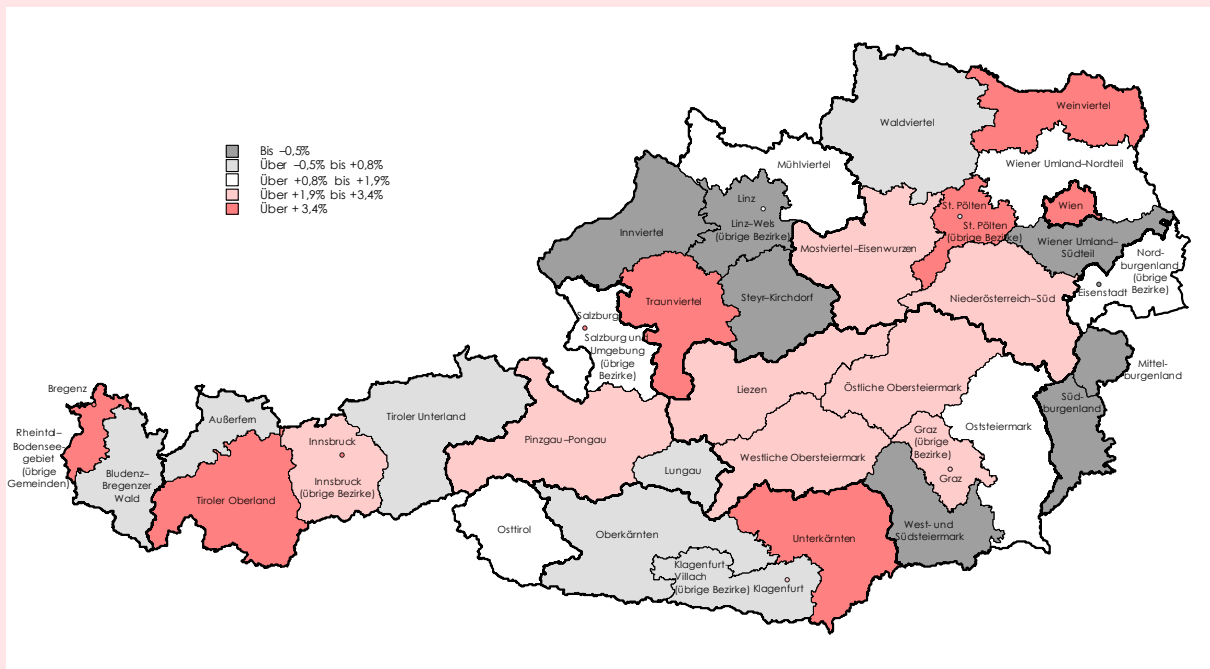 Weinviertel
Waldviertel
Bis –0,5%
Über –0,5% bis +0,8%
Über +0,8% bis +1,9%
Über +1,9% bis +3,4%
Über +3,4%
Mühlviertel
Wiener Umland–Nordteil
Linz
St. Pölten
Wien
Linz–Wels
(übrige Bezirke)
St. Pölten
(übrige Bezirke)
Innviertel
Mostviertel–Eisenwurzen
Wiener Umland–
Südteil
Nord-
burgenland
(übrige
Bezirke)
Eisenstadt
Traunviertel
Steyr–Kirchdorf
Niederösterreich–Süd
Salzburg
Salzburg und
Umgebung
(übrige
Bezirke)
Mittel-
burgenland
Bregenz
Liezen
Östliche Obersteiermark
Süd-
burgenland
Außerfern
Tiroler Unterland
Rheintal–
Bodensee-
gebiet
(übrige
Gemeinden)
Innsbruck
Pinzgau–Pongau
Graz
(übrige
Bezirke)
Oststeiermark
Bludenz–
Bregenzer
Wald
Westliche Obersteiermark
Lungau
Graz
Innsbruck
(übrige Bezirke)
Tiroler Oberland
Osttirol
Oberkärnten
Unterkärnten
West- und
Südsteiermark
Klagenfurt–
Villach
(übrige Bezirke)
Klagenfurt